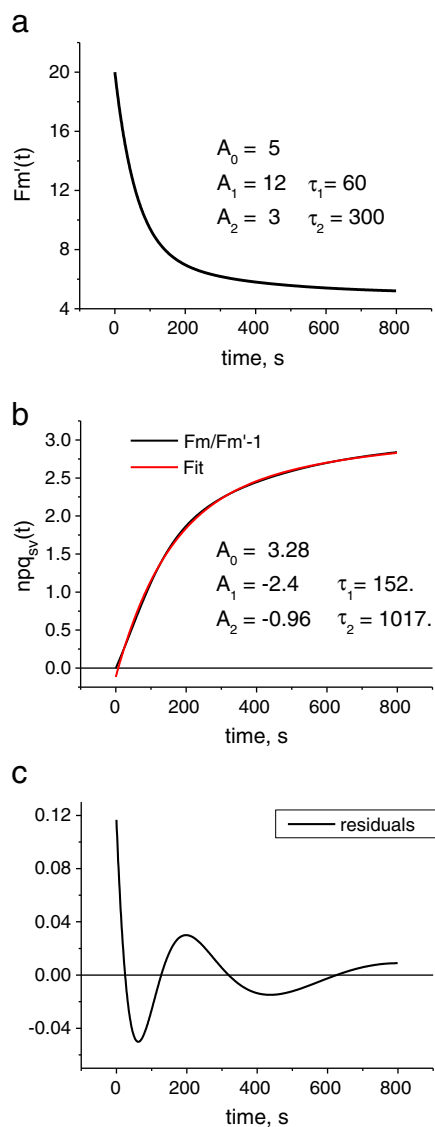 a
20
16
12
8
4
Fm'(t)
A₀ = 5
A₁ = 12 τ₁= 60
A₂ = 3 τ₂ = 300
0 200 400 600 800
time, s
b
3.0
2.5
2.0
1.5
1.0
0.5
0.0
npqₛᵥ(t)
Fm/Fm'-1
Fit
A₀ = 3.28
A₁ = -2.4 τ₁= 152.
A₂ = -0.96 τ₂ = 1017.
0 200 400 600 800
time, s
c
0.12
0.08
0.04
0.00
-0.04
residuals
0 200 400 600 800
time, s